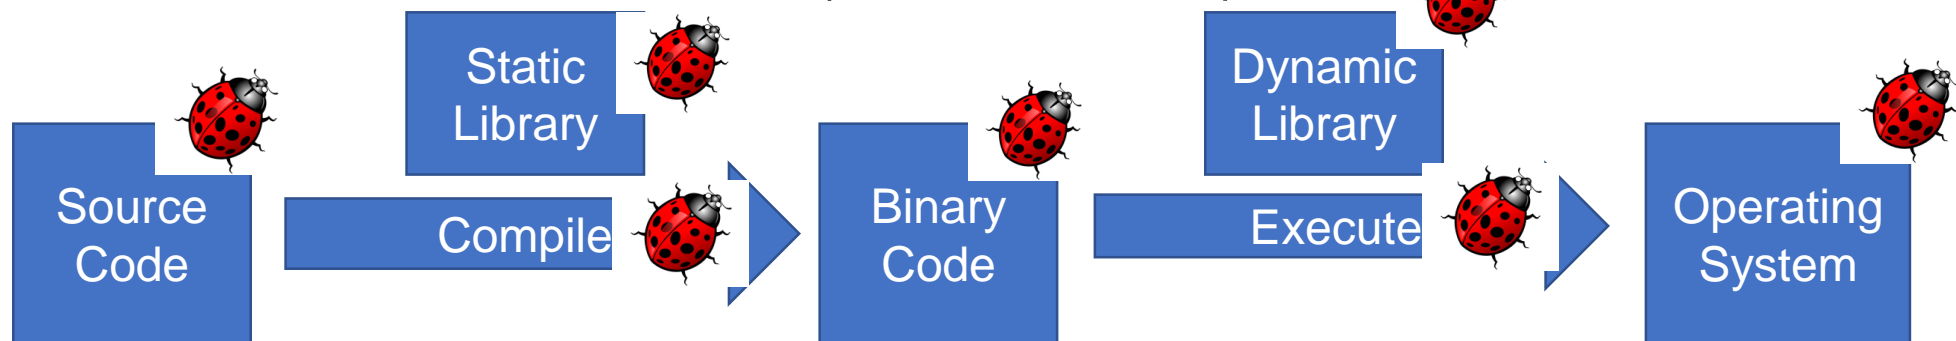 Static
Library
Dynamic
Library
Source
Code
Compile
Binary
Code
Execute
Operating
System